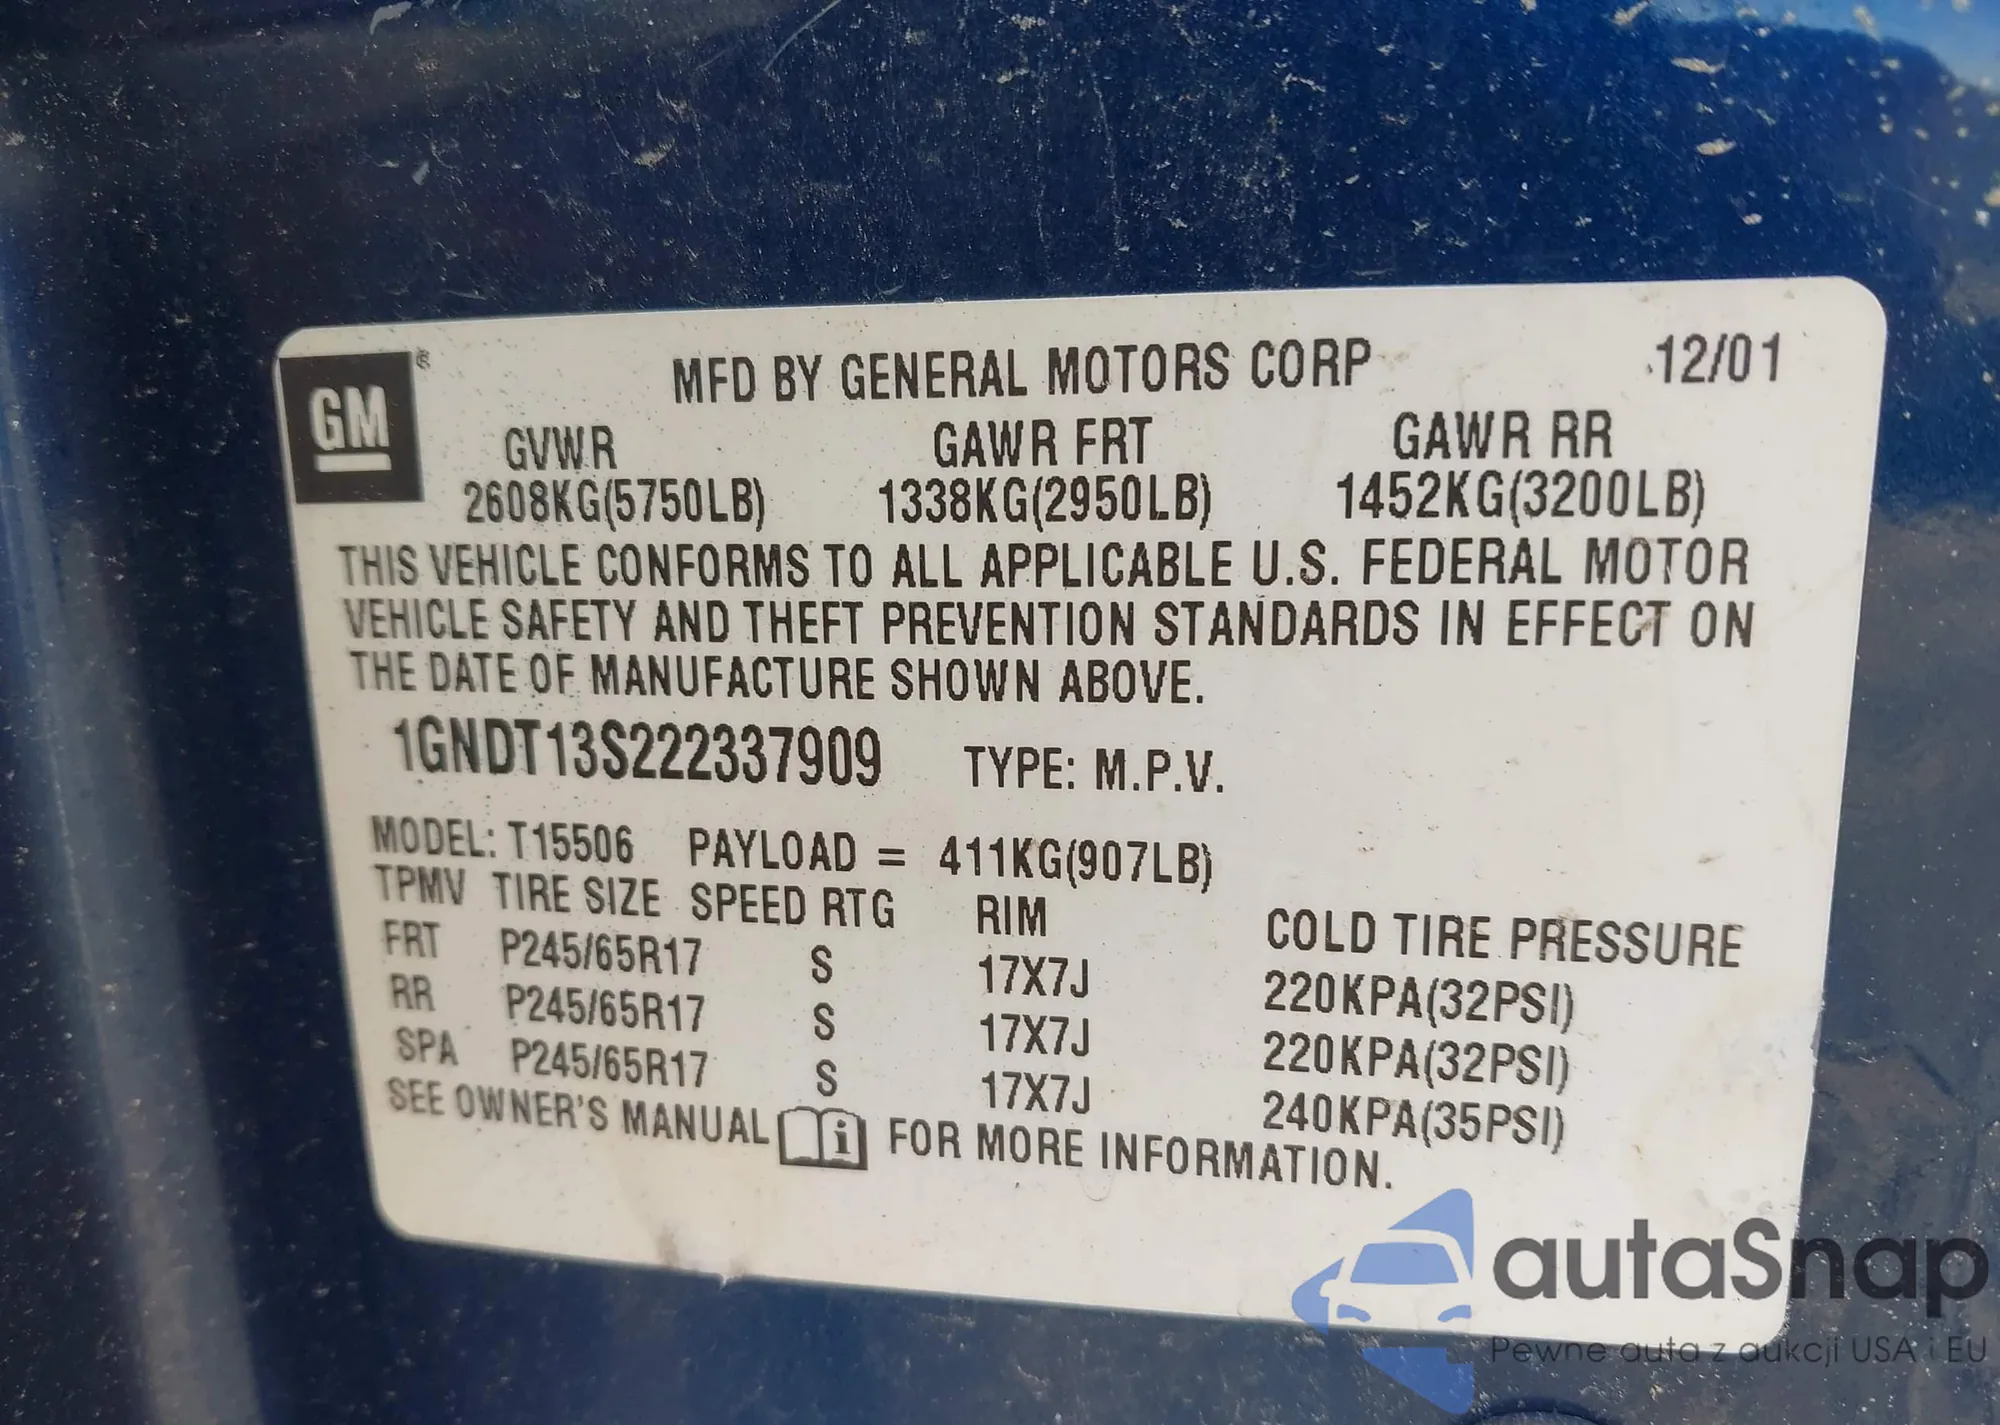 GM
MFD BY GENERAL MOTORS CORP 12/01
GVWR GAWR FRT GAWR RR
2608KG(5750LB) 1338KG(2950LB) 1452KG(3200LB)
THIS VEHICLE CONFORMS TO ALL APPLICABLE U.S. FEDERAL MOTOR
VEHICLE SAFETY AND THEFT PREVENTION STANDARDS IN EFFECT ON
THE DATE OF MANUFACTURE SHOWN ABOVE.
1GNDT13S222337909 TYPE: M.P.V.
MODEL: T15506 PAYLOAD = 411KG(907LB)
TPMV TIRE SIZE SPEED RTG RIM COLD TIRE PRESSURE
FRT P245/65R17 S 17X7J 220KPA(32PSI)
RR P245/65R17 S 17X7J 220KPA(32PSI)
SPA P245/65R17 S 17X7J 240KPA(35PSI)
SEE OWNER'S MANUAL i FOR MORE INFORMATION.
autaSnap
Pewne auta z aukcji USA i EU